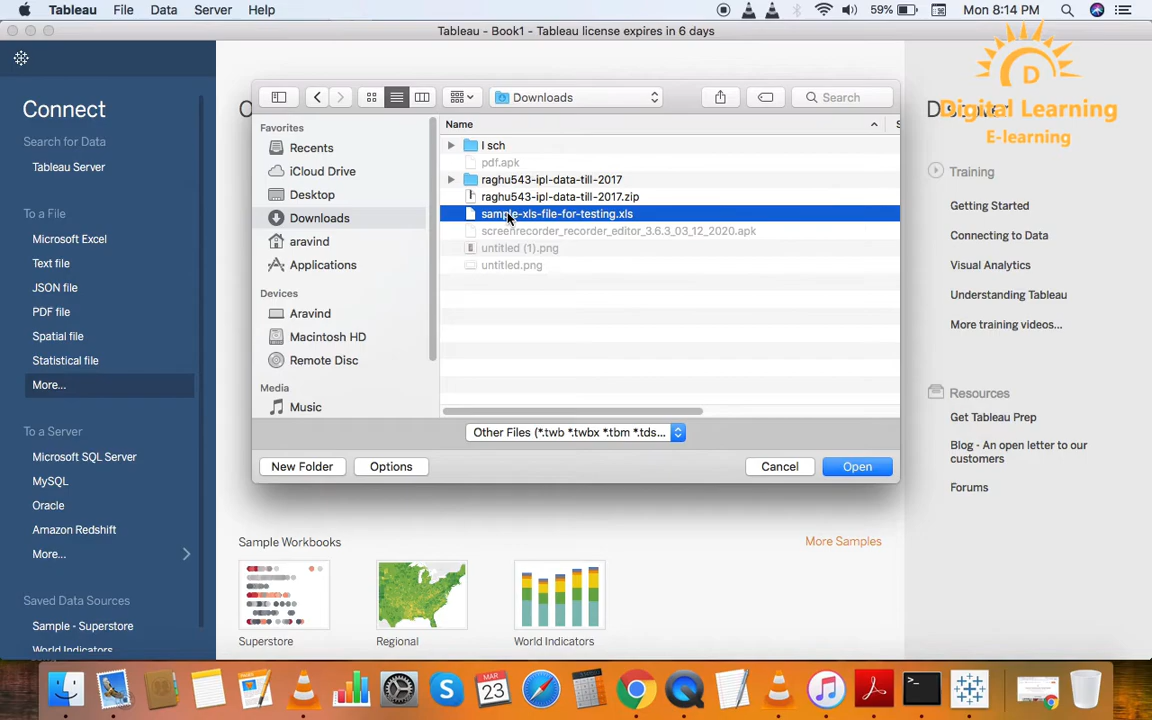 Tableau File Data Server Help 59% Mon 8:14 PM
Tableau - Book1 - Tableau license expires in 6 days
D
Digital Learning
E-learning
Connect
Search for Data
Tableau Server
To a File
Microsoft Excel
Text file
JSON file
PDF file
Spatial file
Statistical file
More...
To a Server
Microsoft SQL Server
MySQL
Oracle
Amazon Redshift
More...
Saved Data Sources
Sample - Superstore
World Indicators
Downloads
Search
Favorites
Recents
iCloud Drive
Desktop
Downloads
aravind
Applications
Devices
Aravind
Macintosh HD
Remote Disc
Media
Music
Name
I sch
pdf.apk
raghu543-ipl-data-till-2017
raghu543-ipl-data-till-2017.zip
sample-xls-file-for-testing.xls
screenrecorder_recorder_editor_3.6.3_03_12_2020.apk
untitled (1).png
untitled.png
Other Files (*.twb *.twbx *.tbm *.tds...
New Folder Options Cancel Open
Sample Workbooks More Samples
Superstore Regional World Indicators
Training
Getting Started
Connecting to Data
Visual Analytics
Understanding Tableau
More training videos...
Resources
Get Tableau Prep
Blog - An open letter to our
customers
Forums
MAR
23
>_